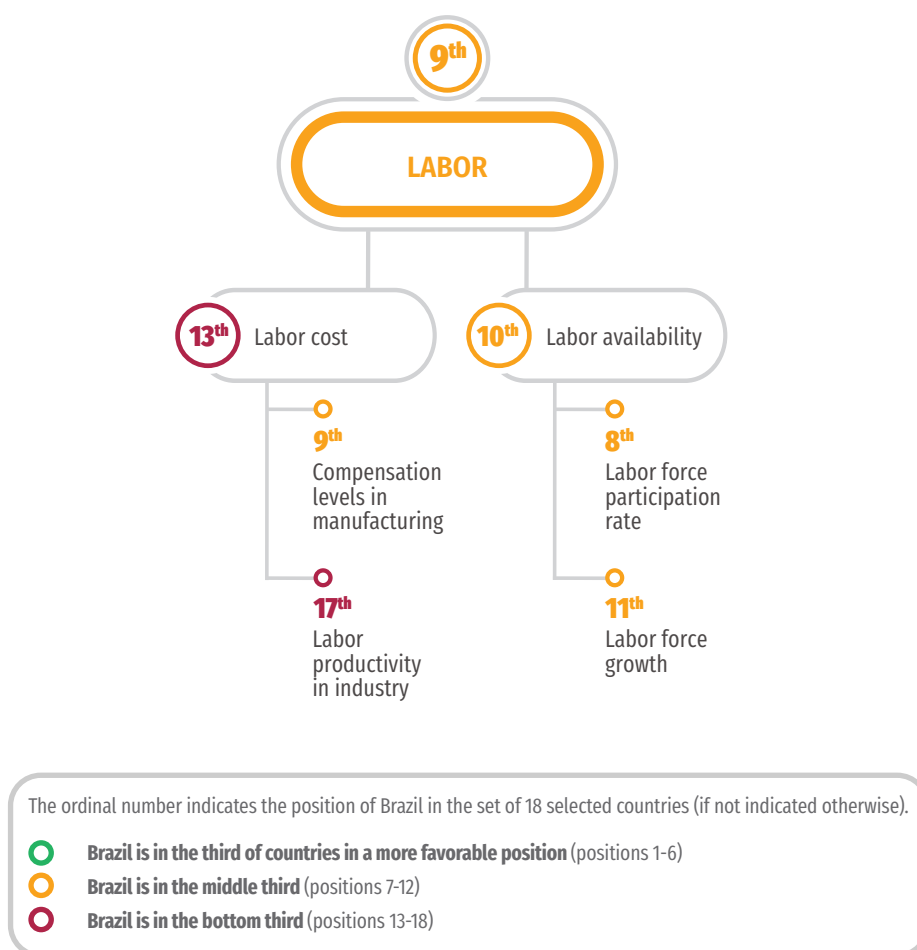 9th
LABOR
13th
Labor cost
10th
Labor availability
9th
Compensation
levels in
manufacturing
8th
Labor force
participation
rate
17th
Labor
productivity
in industry
11th
Labor force
growth
The ordinal number indicates the position of Brazil in the set of 18 selected countries (if not indicated otherwise).
Brazil is in the third of countries in a more favorable position (positions 1-6)
Brazil is in the middle third (positions 7-12)
Brazil is in the bottom third (positions 13-18)